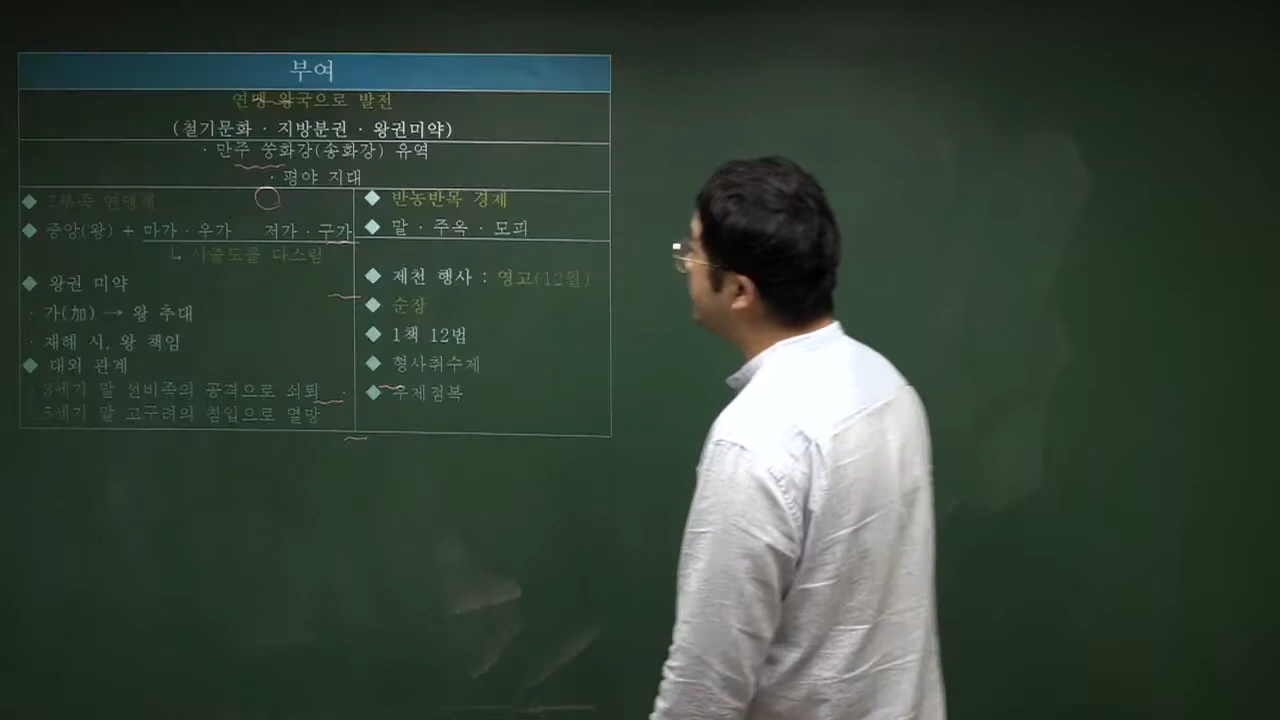 부여
연맹 왕국으로 발전
(철기문화 · 지방분권 · 왕권미약)
· 만주 쑹화강(송화강) 유역
· 평야 지대
◆ 5부족 연맹체
◆ 중앙(왕) + 마가 · 우가 저가 · 구가
↳ 사출도를 다스림
◆ 왕권 미약
· 가(加) → 왕 추대
· 재해 시, 왕 책임
◆ 대외 관계
· 3세기 말 선비족의 공격으로 쇠퇴
· 5세기 말 고구려의 침입으로 멸망
◆ 반농반목 경제
◆ 말 · 주옥 · 모피
◆ 제천 행사 : 영고(12월)
◆ 순장
◆ 1책 12법
◆ 형사취수제
◆ 우제점복